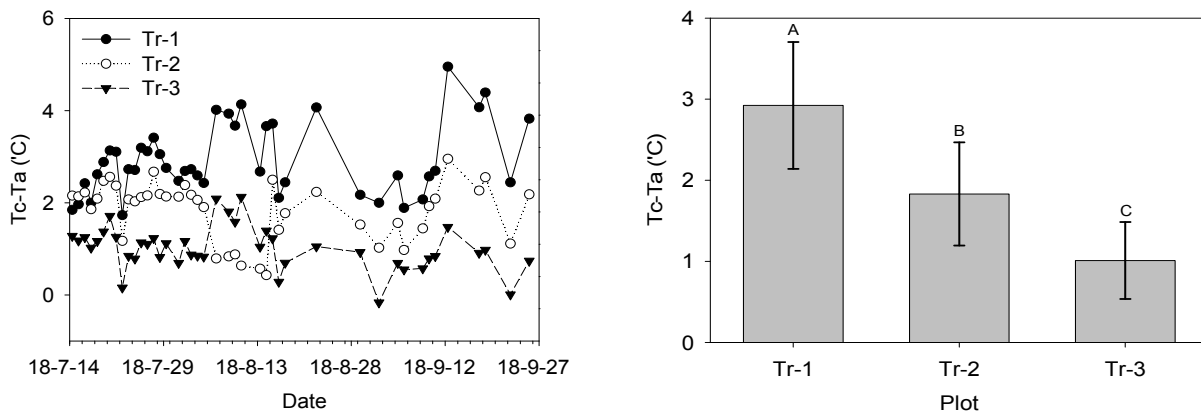 6
4
2
0
Tc-Ta ('C)
Tr-1
Tr-2
Tr-3
18-7-14 18-7-29 18-8-13 18-8-28 18-9-12 18-9-27
Date
4
3
2
1
0
Tc-Ta ('C)
A
B
C
Tr-1 Tr-2 Tr-3
Plot